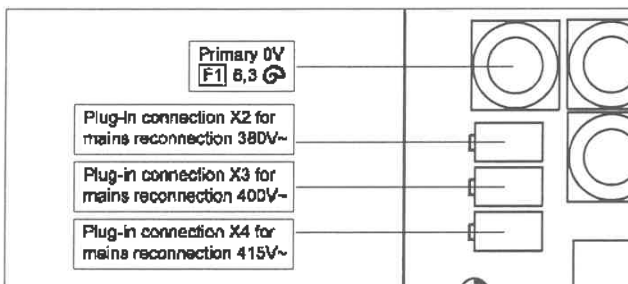 Primary 0V
F1 6,3
Plug-in connection X2 for
mains reconnection 380V~
Plug-in connection X3 for
mains reconnection 400V~
Plug-in connection X4 for
mains reconnection 415V~